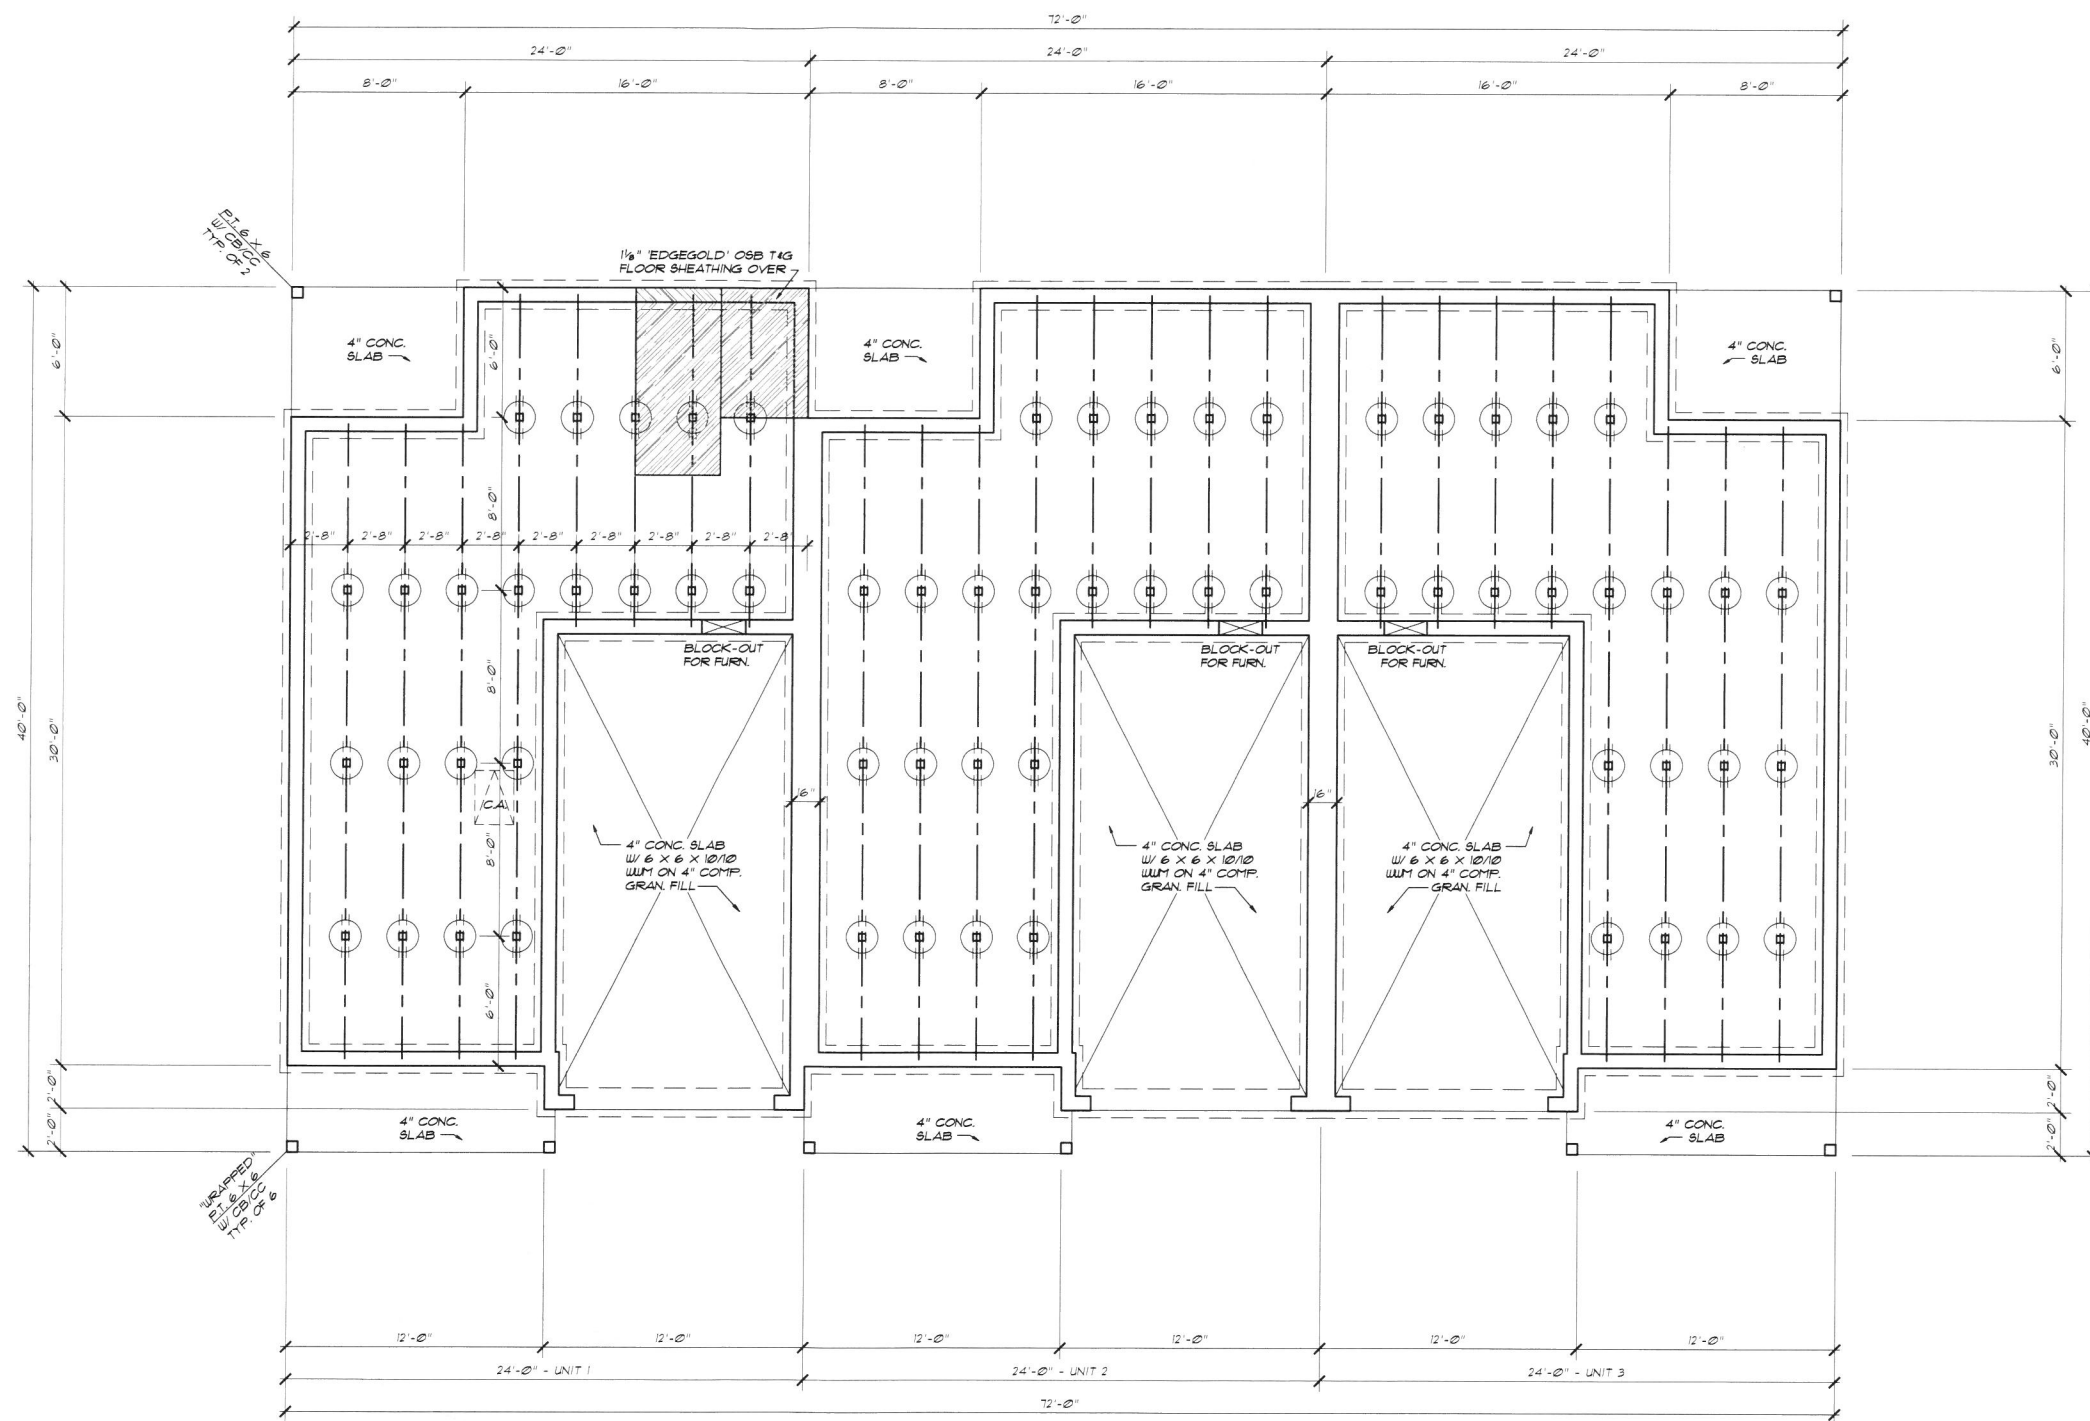 72'-0"
24'-0"
24'-0"
24'-0"
8'-0"
16'-0"
8'-0"
16'-0"
16'-0"
8'-0"
P.T. 6 X 6
W/ CB/CC
TYP. OF 2
1 1/8" 'EDGEGOLD' OSB T&G
FLOOR SHEATHING OVER
4" CONC.
SLAB
4" CONC.
SLAB
4" CONC.
SLAB
6'-0"
6'-0"
6'-0"
8'-0"
2'-8"
2'-8"
2'-8"
2'-8"
2'-8"
2'-8"
2'-8"
2'-8"
2'-8"
BLOCK-OUT
FOR FURN.
BLOCK-OUT
FOR FURN.
BLOCK-OUT
FOR FURN.
8'-0"
40'-0"
30'-0"
30'-0"
40'-0"
C.A.
16"
16"
8'-0"
4" CONC. SLAB
W/ 6 X 6 X 10/10
WWM ON 4" COMP.
GRAN. FILL
4" CONC. SLAB
W/ 6 X 6 X 10/10
WWM ON 4" COMP.
GRAN. FILL
4" CONC. SLAB
W/ 6 X 6 X 10/10
WWM ON 4" COMP.
GRAN. FILL
6'-0"
2'-0"
2'-0"
2'-0"
2'-0"
4" CONC.
SLAB
4" CONC.
SLAB
4" CONC.
SLAB
"WRAPPED"
P.T. 6 X 6
W/ CB/CC
TYP. OF 6
12'-0"
12'-0"
12'-0"
12'-0"
12'-0"
12'-0"
24'-0" - UNIT 1
24'-0" - UNIT 2
24'-0" - UNIT 3
72'-0"